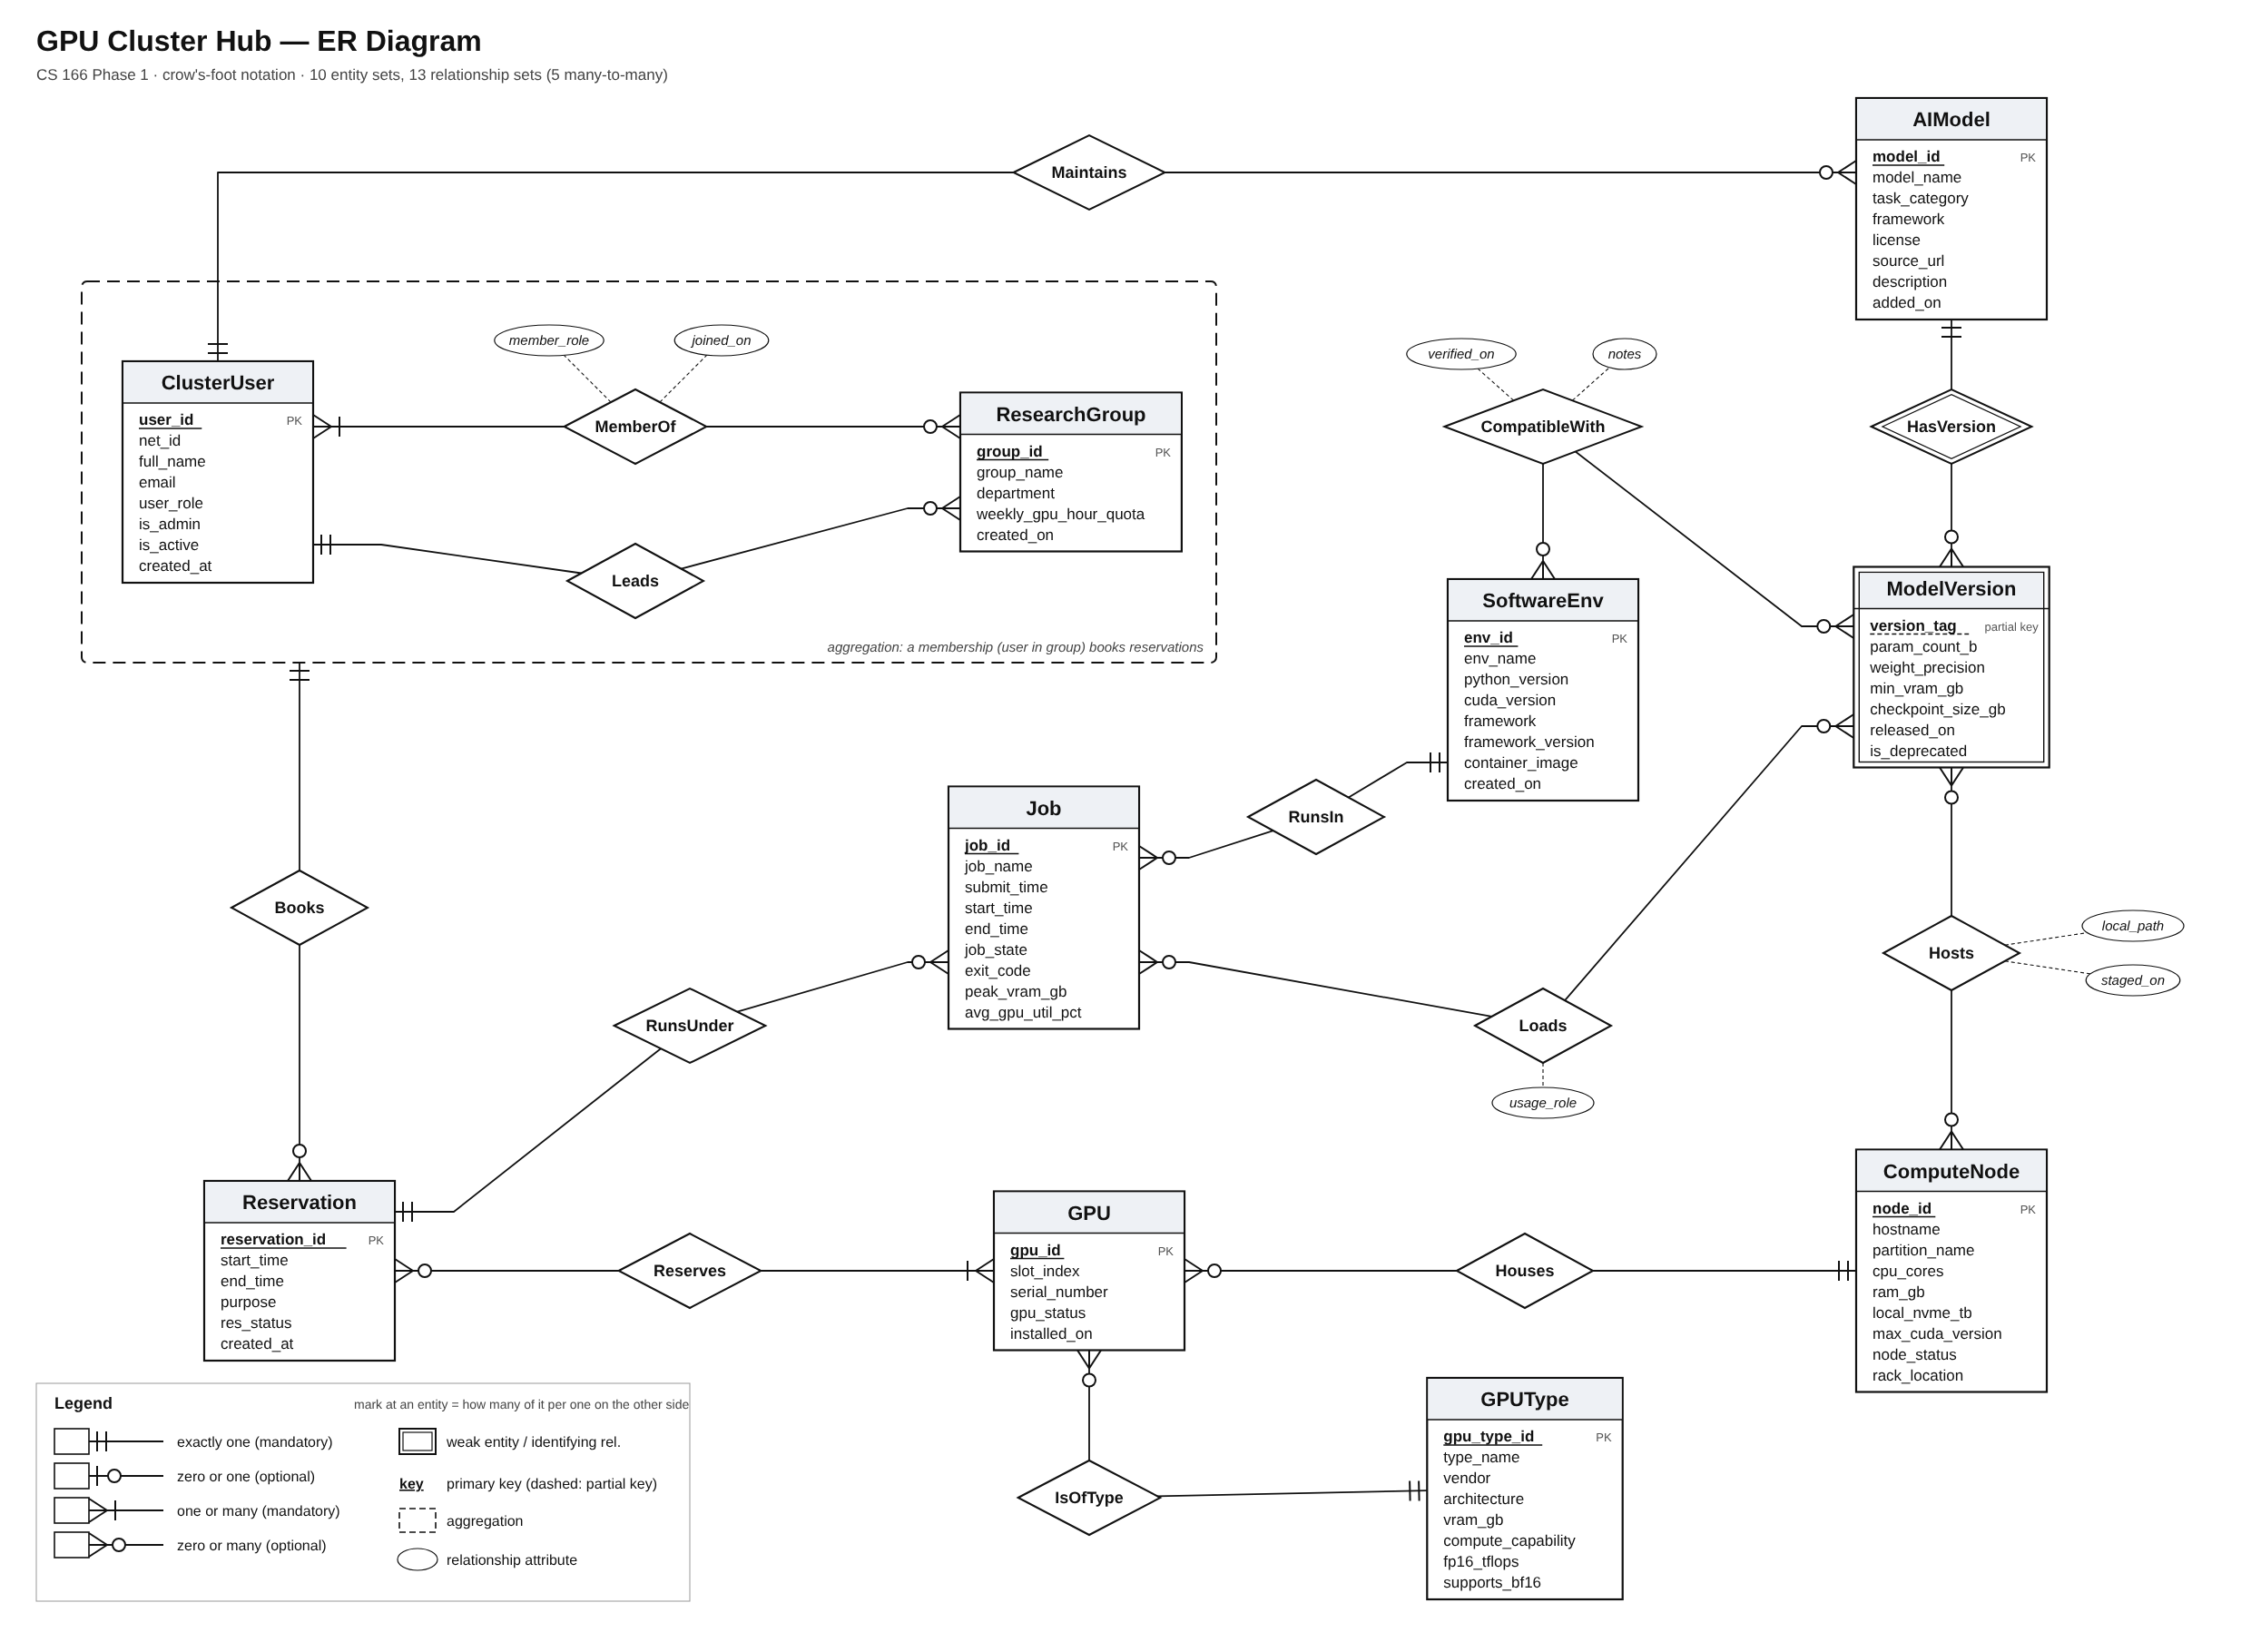 GPU Cluster Hub — ER Diagram
CS 166 Phase 1 · crow's-foot notation · 10 entity sets, 13 relationship sets (5 many-to-many)
Maintains
AIModel
model_id PK
model_name
task_category
framework
license
source_url
description
added_on
ClusterUser
user_id PK
net_id
full_name
email
user_role
is_admin
is_active
created_at
member_role
joined_on
MemberOf
Leads
ResearchGroup
group_id PK
group_name
department
weekly_gpu_hour_quota
created_on
aggregation: a membership (user in group) books reservations
verified_on
notes
CompatibleWith
HasVersion
SoftwareEnv
env_id PK
env_name
python_version
cuda_version
framework
framework_version
container_image
created_on
ModelVersion
version_tag partial key
param_count_b
weight_precision
min_vram_gb
checkpoint_size_gb
released_on
is_deprecated
Job
job_id PK
job_name
submit_time
start_time
end_time
job_state
exit_code
peak_vram_gb
avg_gpu_util_pct
RunsIn
Books
RunsUnder
Loads
usage_role
Hosts
local_path
staged_on
Reservation
reservation_id PK
start_time
end_time
purpose
res_status
created_at
Reserves
GPU
gpu_id PK
slot_index
serial_number
gpu_status
installed_on
Houses
ComputeNode
node_id PK
hostname
partition_name
cpu_cores
ram_gb
local_nvme_tb
max_cuda_version
node_status
rack_location
IsOfType
GPUType
gpu_type_id PK
type_name
vendor
architecture
vram_gb
compute_capability
fp16_tflops
supports_bf16
Legend
mark at an entity = how many of it per one on the other side
exactly one (mandatory)
zero or one (optional)
one or many (mandatory)
zero or many (optional)
weak entity / identifying rel.
key primary key (dashed: partial key)
aggregation
relationship attribute